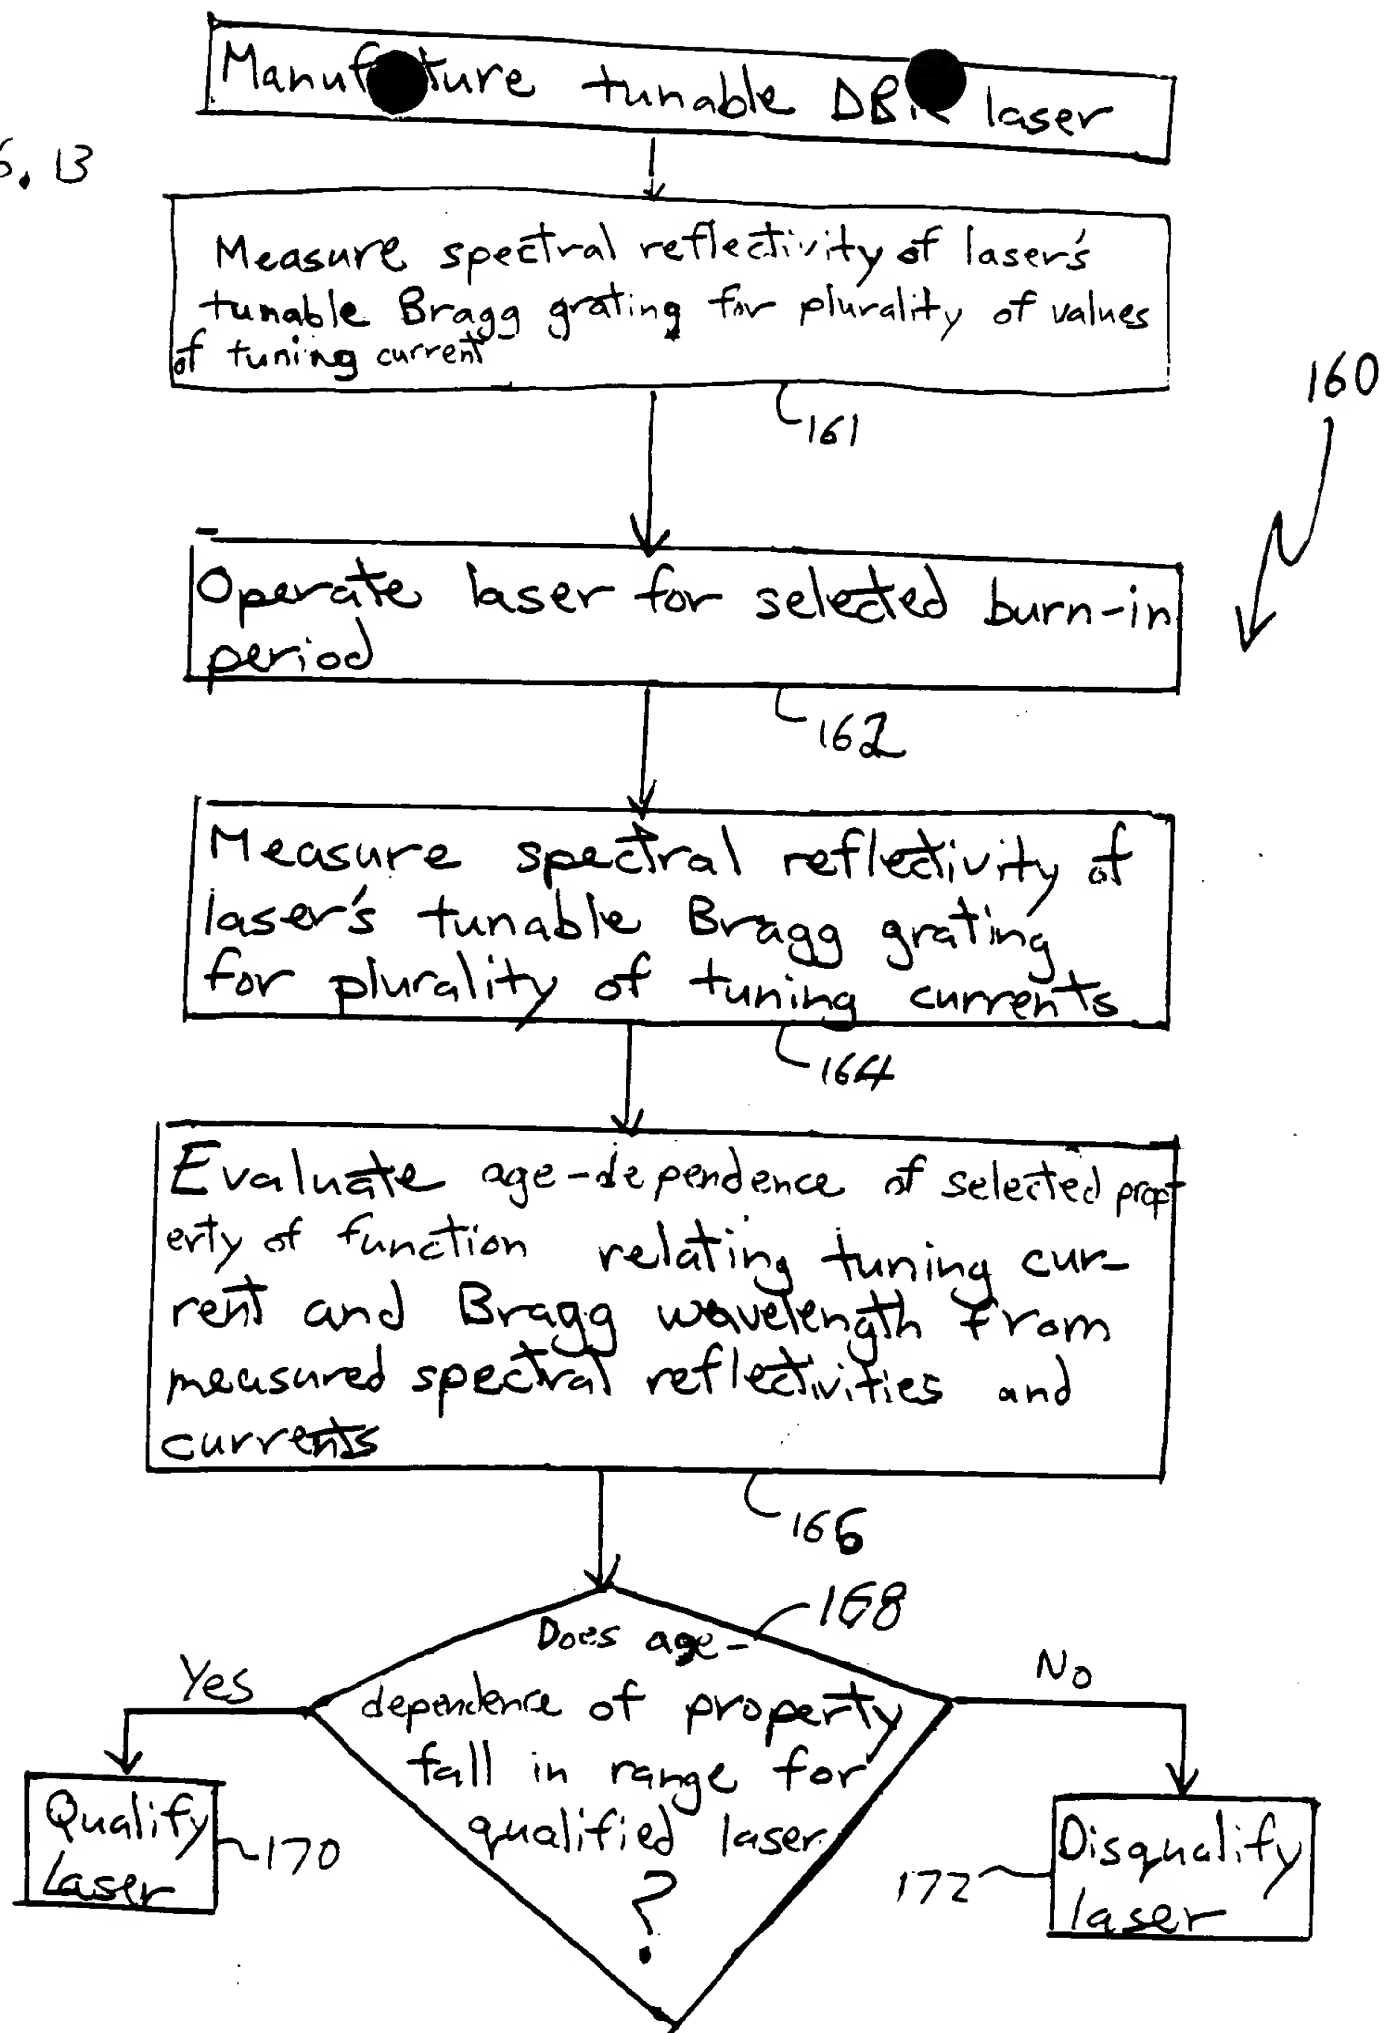 Manuf ture tunable DBR laser
6. 13
Measure spectral reflectivity of laser's
tunable Bragg grating for plurality of values
of tuning current
161
160
Operate laser for selected burn-in
period
162
Measure spectral reflectivity of
laser's tunable Bragg grating
for plurality of tuning currents
164
Evaluate age-dependence of selected prop
erty of function relating tuning cur-
rent and Bragg wavelength from
measured spectral reflectivities and
currents
166
168
Does age-
dependence of property
fall in range for
qualified laser
?
Yes
No
Qualify
Laser
170
172
Disqualify
laser